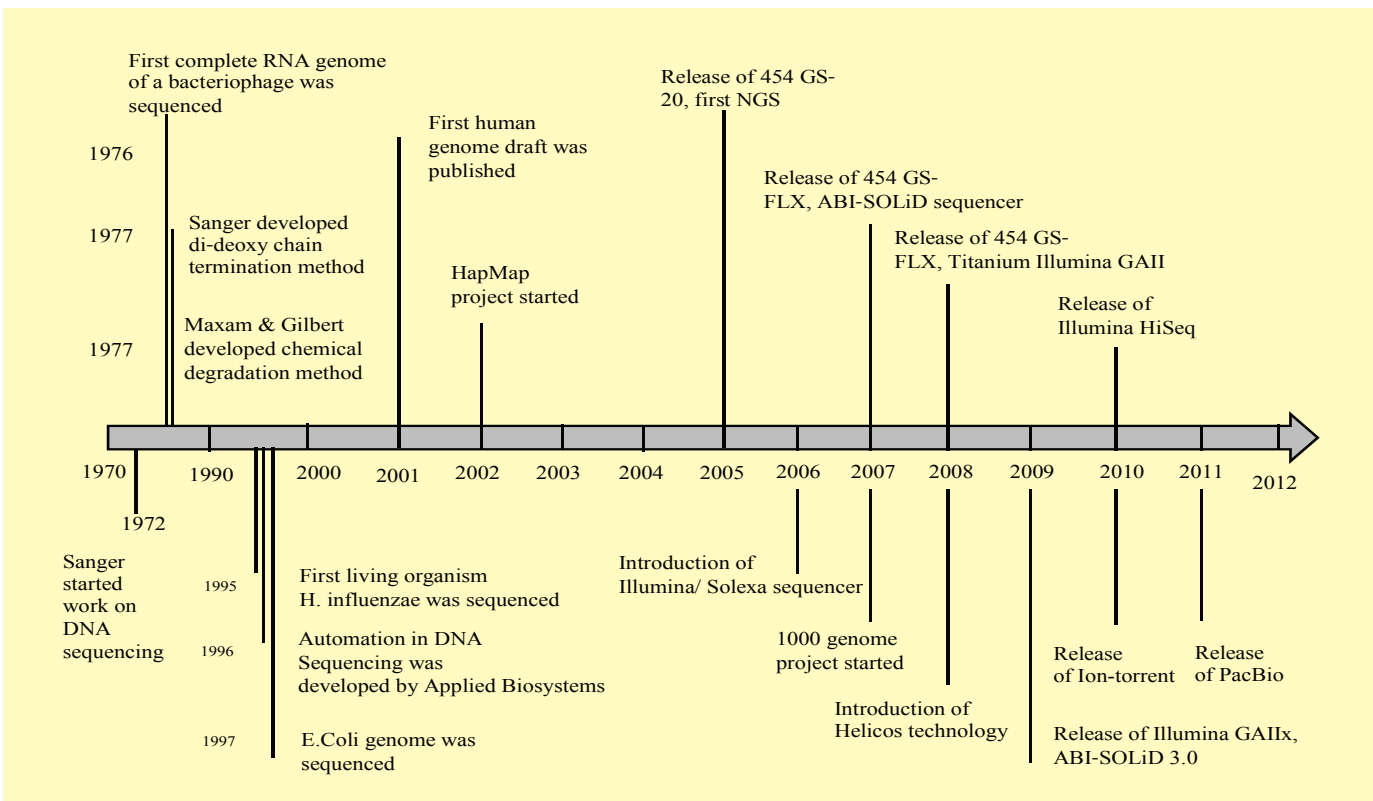 First complete RNA genome
of a bacteriophage was
sequenced
1976
1977
Sanger developed
di-deoxy chain
termination method
1977
Maxam & Gilbert
developed chemical
degradation method
First human
genome draft was
published
HapMap
project started
Release of 454 GS-
20, first NGS
Release of 454 GS-
FLX, ABI-SOLiD sequencer
Release of 454 GS-
FLX, Titanium Illumina GAII
Release of
Illumina HiSeq
1970
1990
2000
2001
2002
2003
2004
2005
2006
2007
2008
2009
2010
2011
2012
1972
Sanger
started
work on
DNA
sequencing
1995
First living organism
H. influenzae was sequenced
1996
Automation in DNA
Sequencing was
developed by Applied Biosystems
1997
E.Coli genome was
sequenced
Introduction of
Illumina/ Solexa sequencer
1000 genome
project started
Introduction of
Helicos technology
Release of Illumina GAIIx,
ABI-SOLiD 3.0
Release
of Ion-torrent
Release
of PacBio